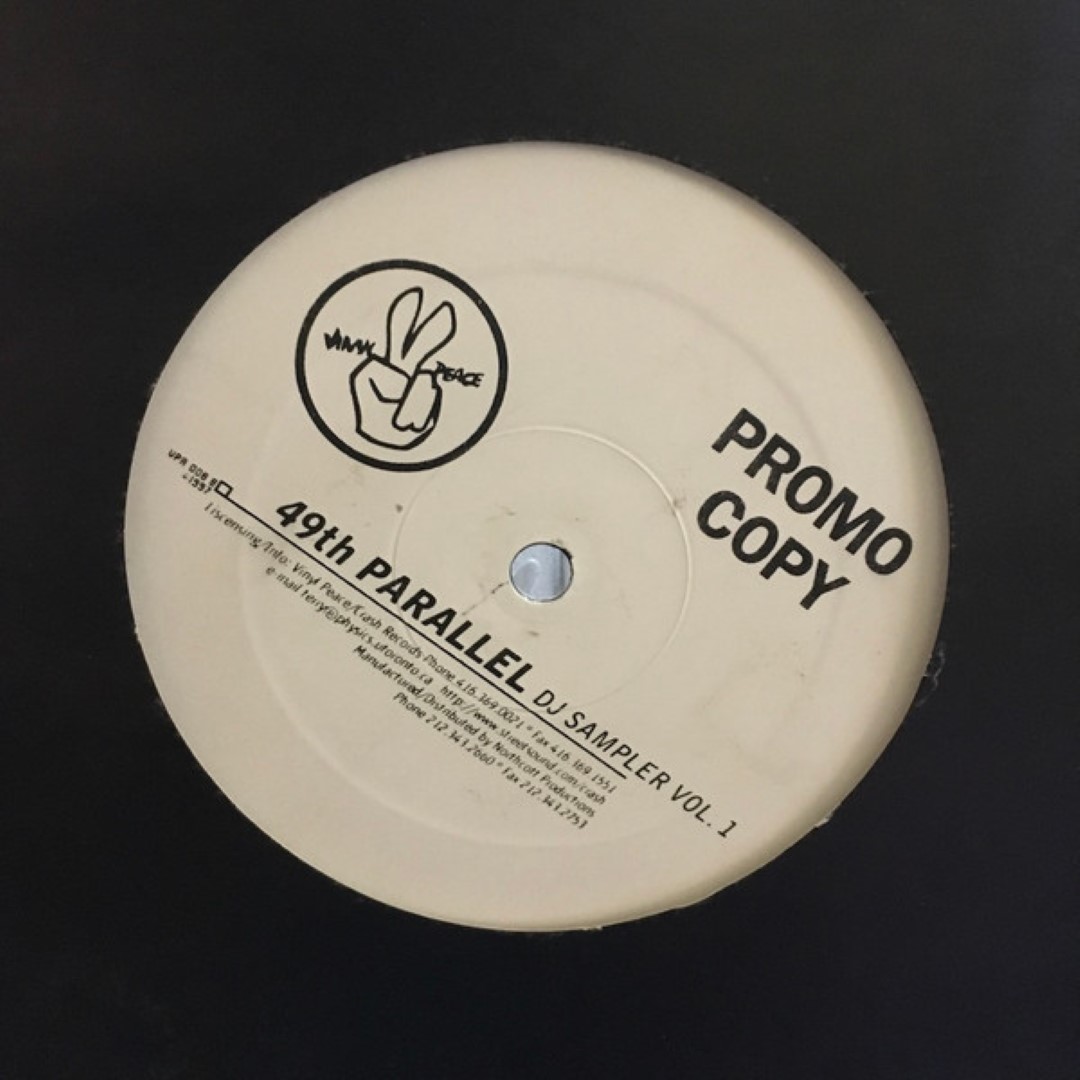 VINYL PEACE
PROMO
COPY
VPR 008 B
1997
49th PARALLEL DJ SAMPLER VOL. 1
Liscensing/Info: Vinyl Peace/Crash Records Phone 416.369.0021 * Fax 416.369.1551
e-mail terry@physics.utoronto.ca http://www.streetsound.com/crash
Manufactured/Distributed by Northcott Productions
Phone 212.343.2660 * Fax 212.343.2753